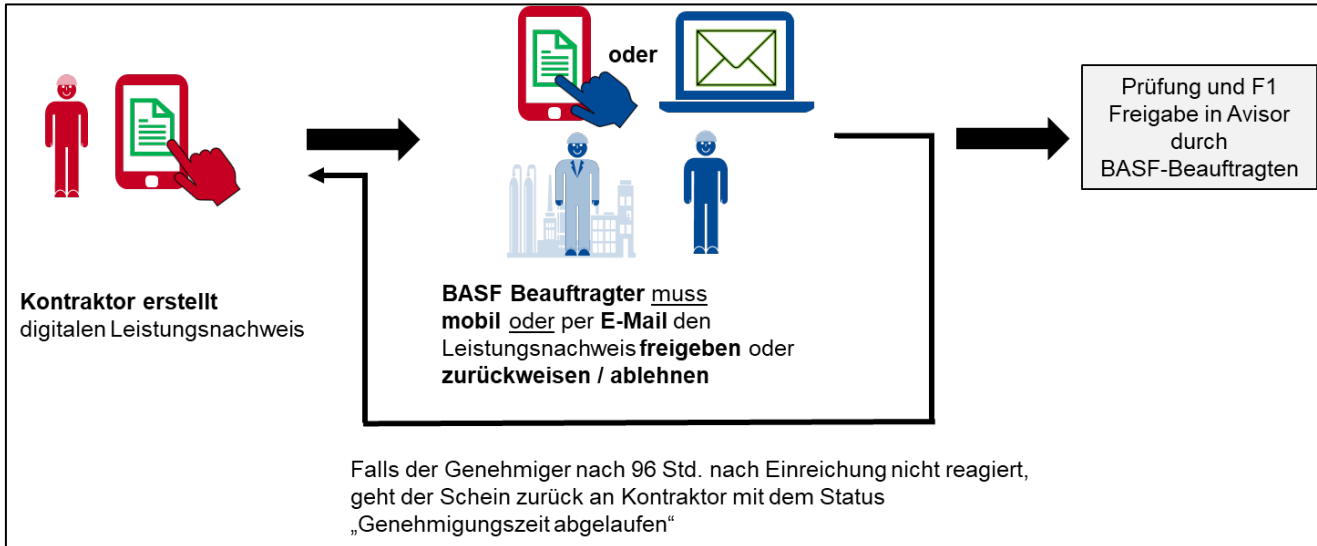 oder
Prüfung und F1
Freigabe in Avisor
durch
BASF-Beauftragten
Kontraktor erstellt
digitalen Leistungsnachweis
BASF Beauftragter muss
mobil oder per E-Mail den
Leistungsnachweis freigeben oder
zurückweisen / ablehnen
Falls der Genehmiger nach 96 Std. nach Einreichung nicht reagiert,
geht der Schein zurück an Kontraktor mit dem Status
„Genehmigungszeit abgelaufen“